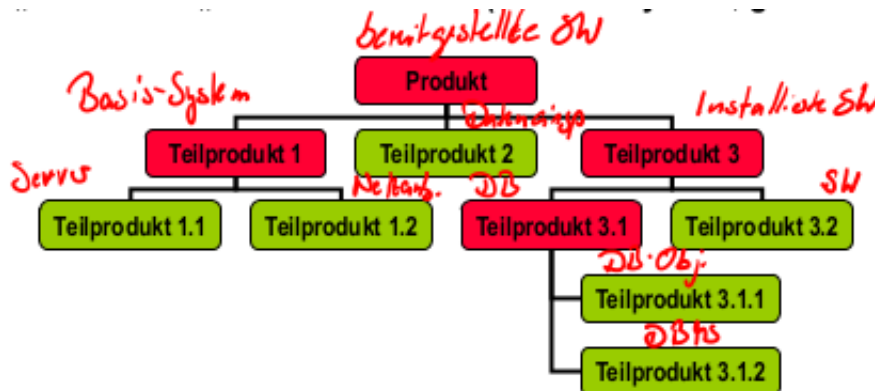 bereitgestellte SW
Produkt
Basis-System
Installierte SW
Teilprodukt 1
Teilprodukt 2
Teilprodukt 3
Server
DB
SW
Teilprodukt 1.1
Teilprodukt 1.2
Teilprodukt 3.1
Teilprodukt 3.2
DB-Obj.
Teilprodukt 3.1.1
DBMS
Teilprodukt 3.1.2